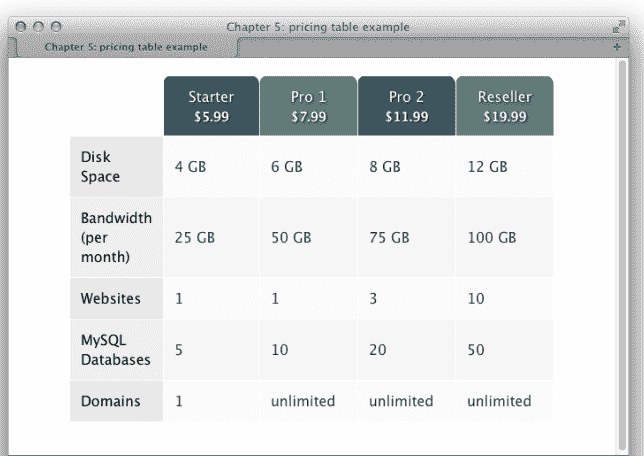 Chapter 5: pricing table example
Chapter 5: pricing table example
Starter Pro 1 Pro 2 Reseller
$5.99 $7.99 $11.99 $19.99
Disk
Space 4 GB 6 GB 8 GB 12 GB
Bandwidth
(per
month) 25 GB 50 GB 75 GB 100 GB
Websites 1 1 3 10
MySQL
Databases 5 10 20 50
Domains 1 unlimited unlimited unlimited